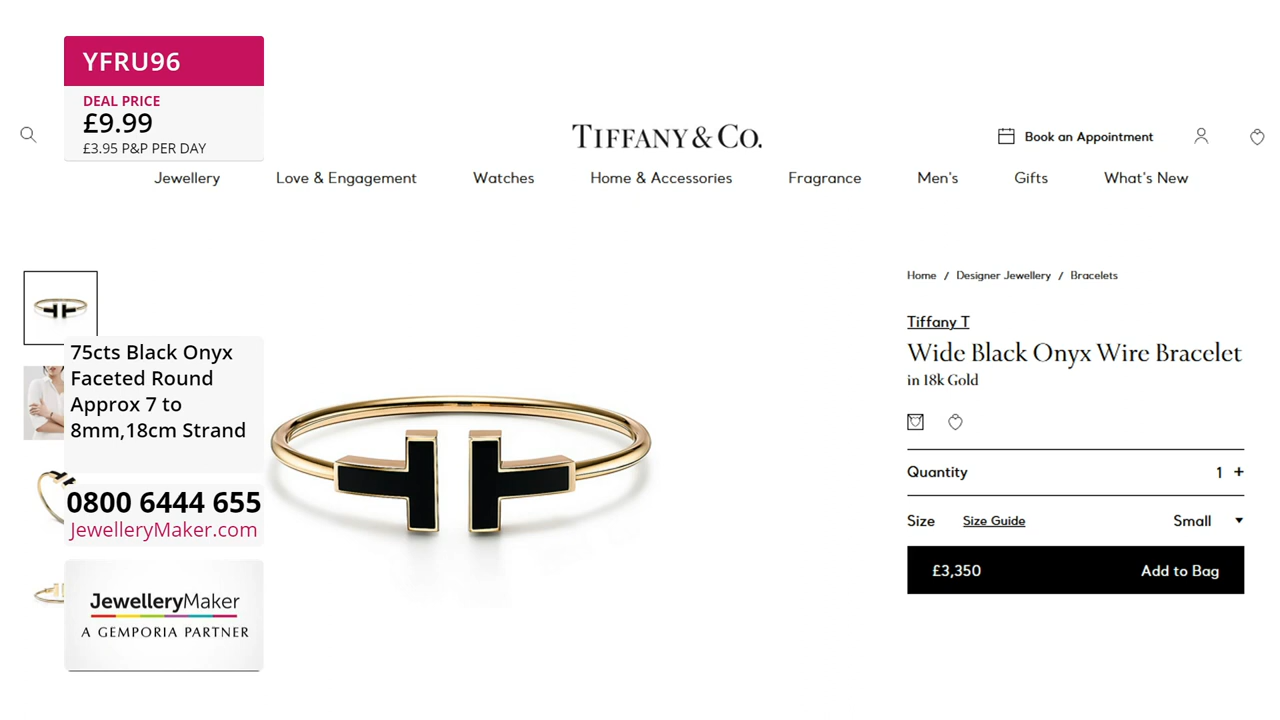 YFRU96
DEAL PRICE
£9.99
£3.95 P&P PER DAY
TIFFANY & CO.
Book an Appointment
Jewellery
Love & Engagement
Watches
Home & Accessories
Fragrance
Men's
Gifts
What's New
Home / Designer Jewellery / Bracelets
Tiffany T
Wide Black Onyx Wire Bracelet
in 18k Gold
Quantity 1 +
Size Size Guide Small
£3,350 Add to Bag
75cts Black Onyx
Faceted Round
Approx 7 to
8mm,18cm Strand
0800 6444 655
JewelleryMaker.com
JewelleryMaker
A GEMPORIA PARTNER